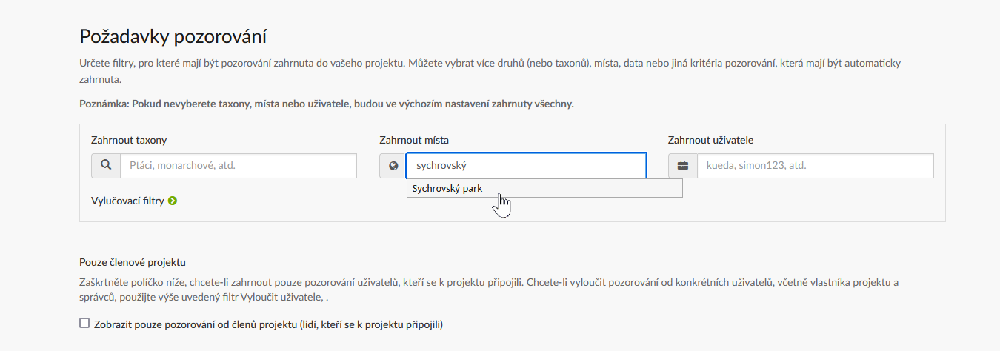 Požadavky pozorování
Určete filtry, pro které mají být pozorování zahrnuta do vašeho projektu. Můžete vybrat více druhů (nebo taxonů), místa, data nebo jiná kritéria pozorování, která mají být automaticky
zahrnuta.
Poznámka: Pokud nevyberete taxony, místa nebo uživatele, budou ve výchozím nastavení zahrnuty všechny.
Zahrnout taxony
Ptáci, monarchové, atd.
Zahrnout místa
sychrovský
Sychrovský park
Zahrnout uživatele
kueda, simon123, atd.
Vylučovací filtry
Pouze členové projektu
Zaškrtněte políčko níže, chcete-li zahrnout pouze pozorování uživatelů, kteří se k projektu připojili. Chcete-li vyloučit pozorování od konkrétních uživatelů, včetně vlastníka projektu a
správců, použijte výše uvedený filtr Vyloučit uživatele, .
Zobrazit pouze pozorování od členů projektu (lidí, kteří se k projektu připojili)